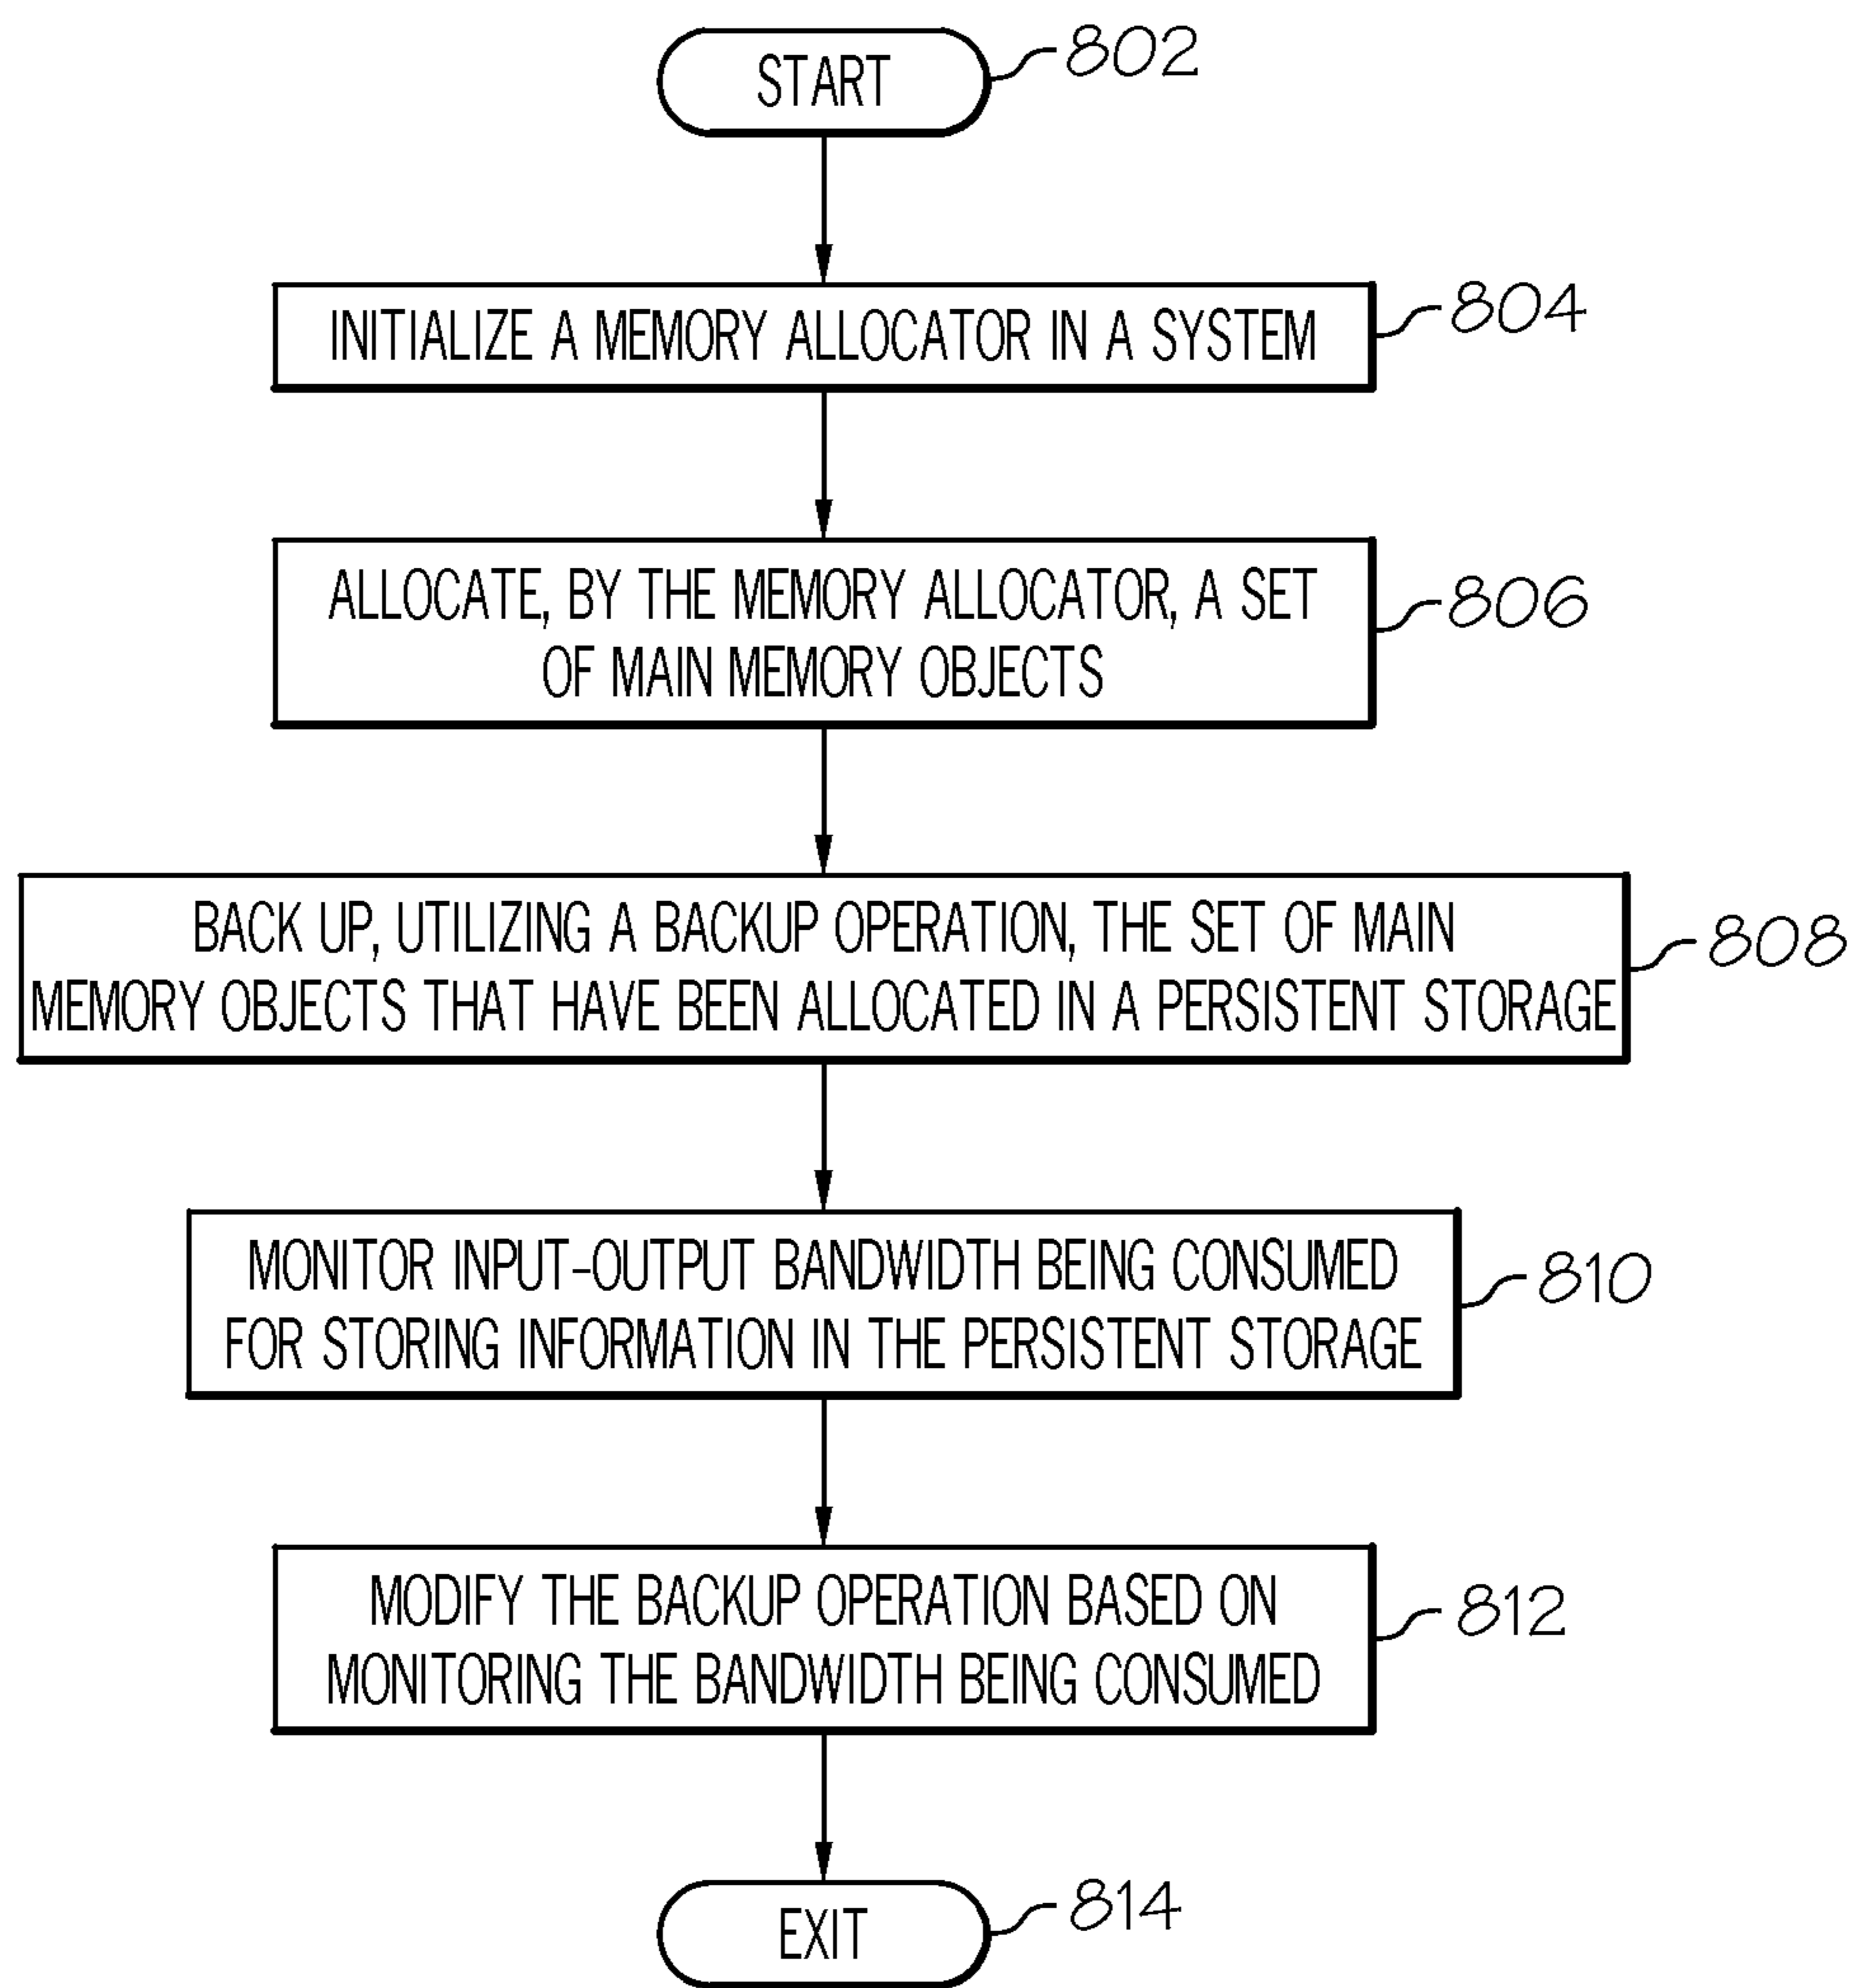 START
802
INITIALIZE A MEMORY ALLOCATOR IN A SYSTEM
804
ALLOCATE, BY THE MEMORY ALLOCATOR, A SET
OF MAIN MEMORY OBJECTS
806
BACK UP, UTILIZING A BACKUP OPERATION, THE SET OF MAIN
MEMORY OBJECTS THAT HAVE BEEN ALLOCATED IN A PERSISTENT STORAGE
808
MONITOR INPUT-OUTPUT BANDWIDTH BEING CONSUMED
FOR STORING INFORMATION IN THE PERSISTENT STORAGE
810
MODIFY THE BACKUP OPERATION BASED ON
MONITORING THE BANDWIDTH BEING CONSUMED
812
EXIT
814